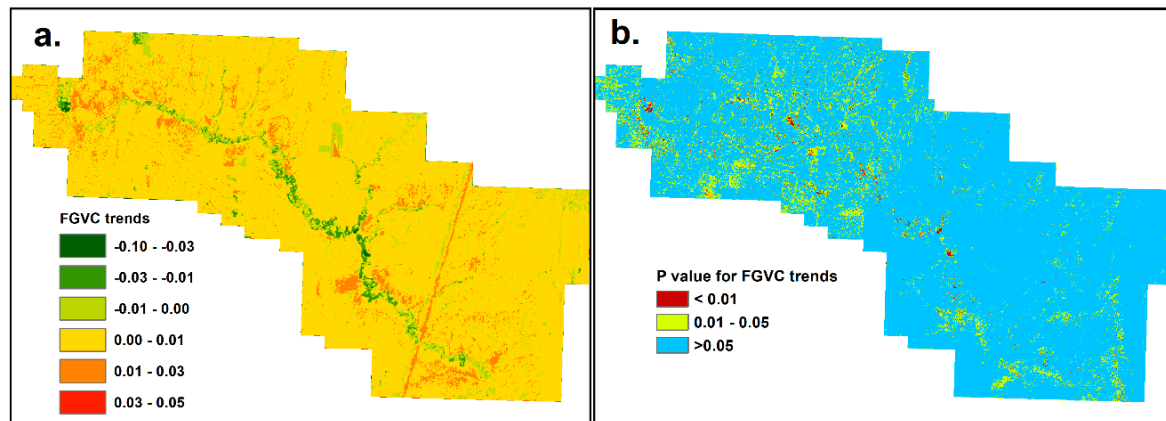 a.
FGVC trends
-0.10 - -0.03
-0.03 - -0.01
-0.01 - 0.00
0.00 - 0.01
0.01 - 0.03
0.03 - 0.05
b.
P value for FGVC trends
< 0.01
0.01 - 0.05
>0.05